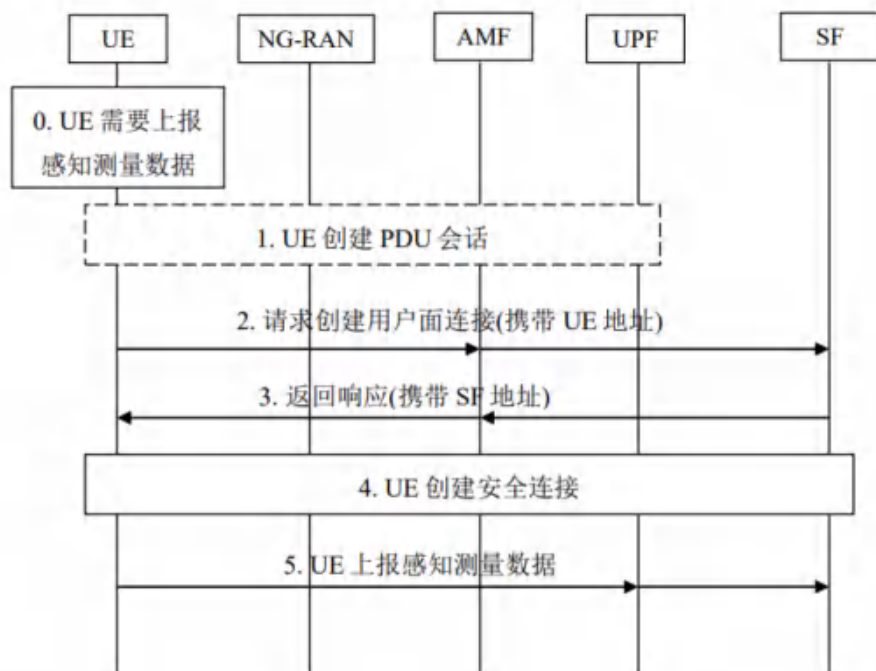 UE
NG-RAN
AMF
UPF
SF
0. UE 需要上报
感知测量数据
1. UE 创建 PDU 会话
2. 请求创建用户面连接(携带 UE 地址)
3. 返回响应(携带 SF 地址)
4. UE 创建安全连接
5. UE 上报感知测量数据